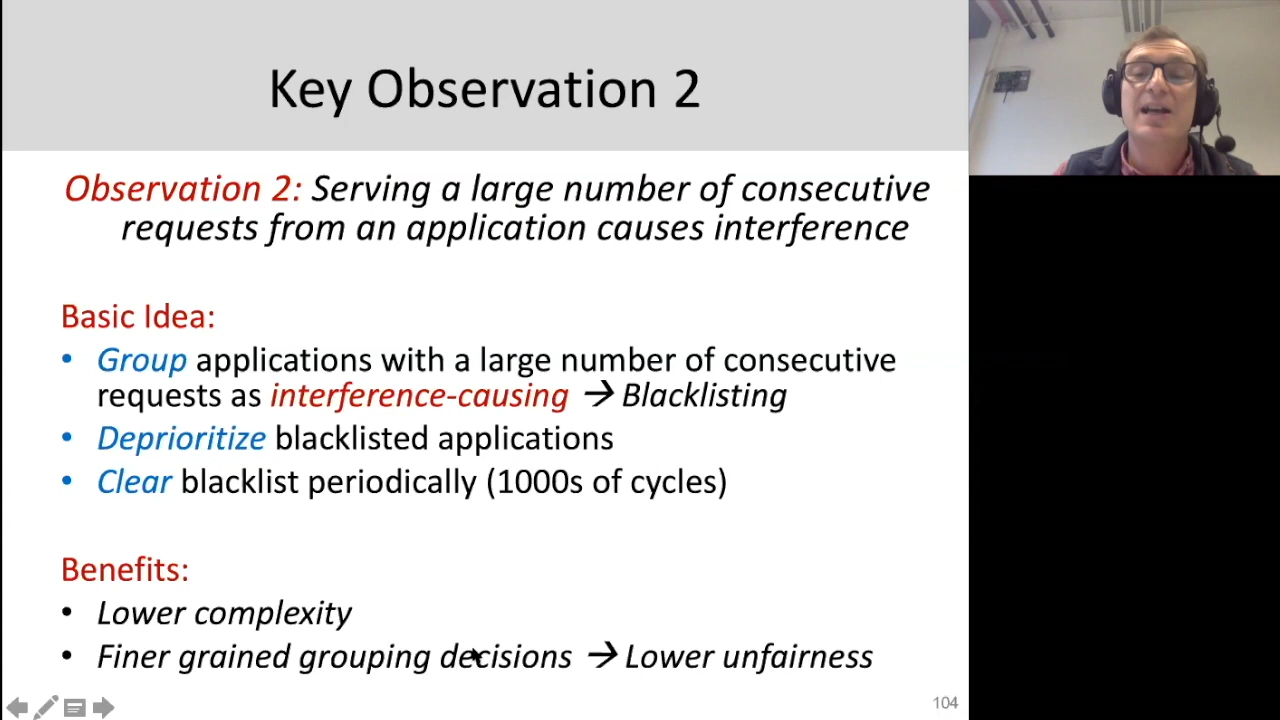 Key Observation 2
Observation 2: Serving a large number of consecutive
requests from an application causes interference
Basic Idea:
• Group applications with a large number of consecutive
requests as interference-causing → Blacklisting
• Deprioritize blacklisted applications
• Clear blacklist periodically (1000s of cycles)
Benefits:
• Lower complexity
• Finer grained grouping decisions → Lower unfairness
104